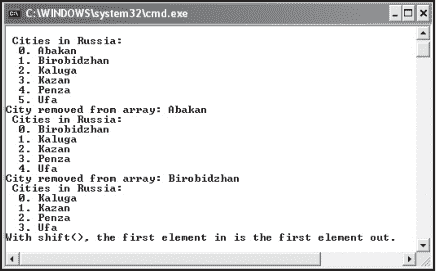 C:\WINDOWS\system32\cmd.exe
Cities in Russia:
0. Abakan
1. Birobidzhan
2. Kaluga
3. Kazan
4. Penza
5. Ufa
City removed from array: Abakan
Cities in Russia:
0. Birobidzhan
1. Kaluga
2. Kazan
3. Penza
4. Ufa
City removed from array: Birobidzhan
Cities in Russia:
0. Kaluga
1. Kazan
2. Penza
3. Ufa
With shift(), the first element in is the first element out.